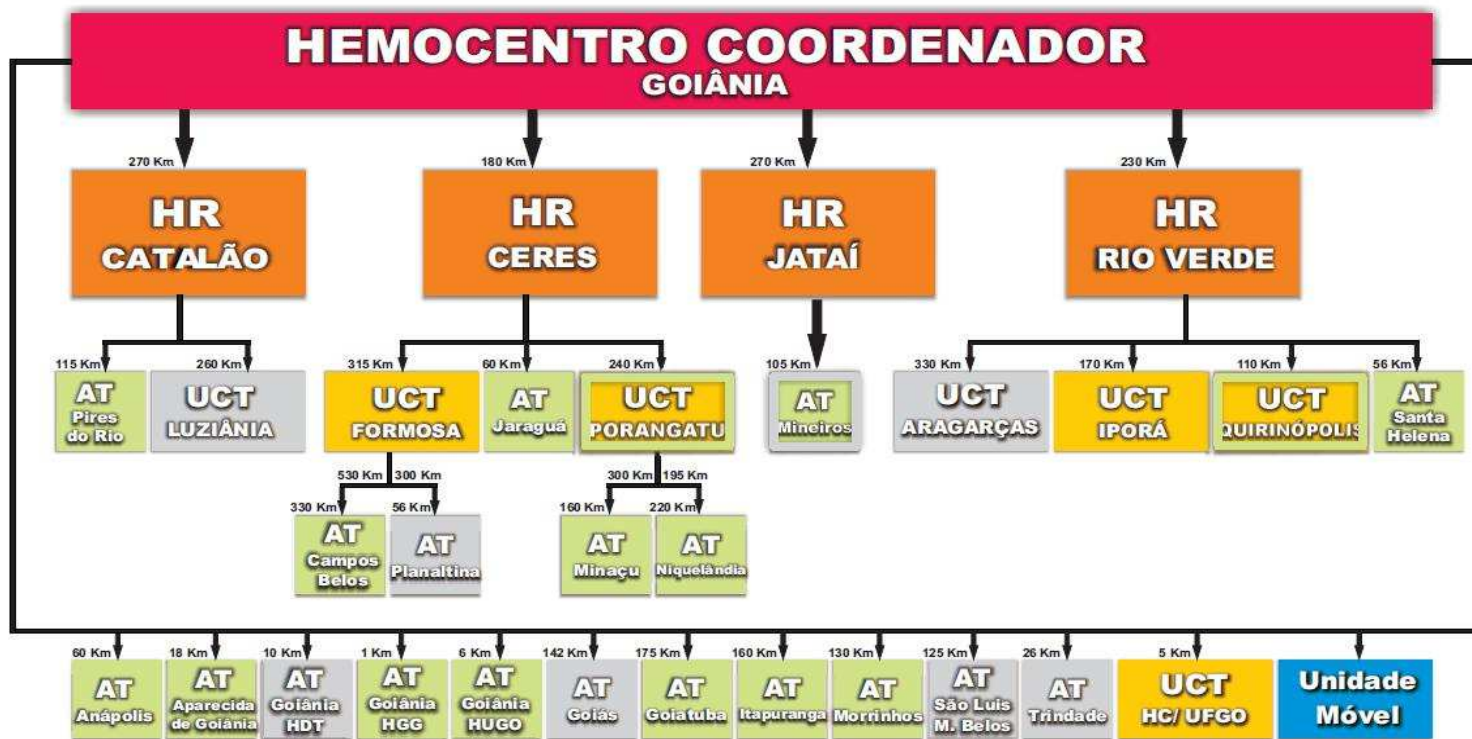 HEMOCENTRO COORDENADOR
GOIÂNIA
270 Km
180 Km
270 Km
230 Km
HR
CATALÃO
HR
CERES
HR
JATAÍ
HR
RIO VERDE
115 Km
260 Km
315 Km
60 Km
240 Km
105 Km
330 Km
170 Km
110 Km
56 Km
AT
Pires
do Rio
UCT
LUZIÂNIA
UCT
FORMOSA
AT
Jaraguá
UCT
PORANGATU
AT
Mineiros
UCT
ARAGARÇAS
UCT
IPORÁ
UCT
QUIRINÓPOLIS
AT
Santa
Helena
530 Km
300 Km
300 Km
195 Km
330 Km
56 Km
160 Km
220 Km
AT
Campos
Belos
AT
Planaltina
AT
Minaçu
AT
Niquelândia
60 Km
18 Km
10 Km
1 Km
6 Km
142 Km
175 Km
160 Km
130 Km
125 Km
26 Km
5 Km
AT
Anápolis
AT
Aparecida
de Goiânia
AT
Goiânia
HDT
AT
Goiânia
HGG
AT
Goiânia
HUGO
AT
Goiás
AT
Goiatuba
AT
Itapuranga
AT
Morrinhos
AT
São Luis
M. Belos
AT
Trindade
UCT
HC/ UFGO
Unidade
Móvel